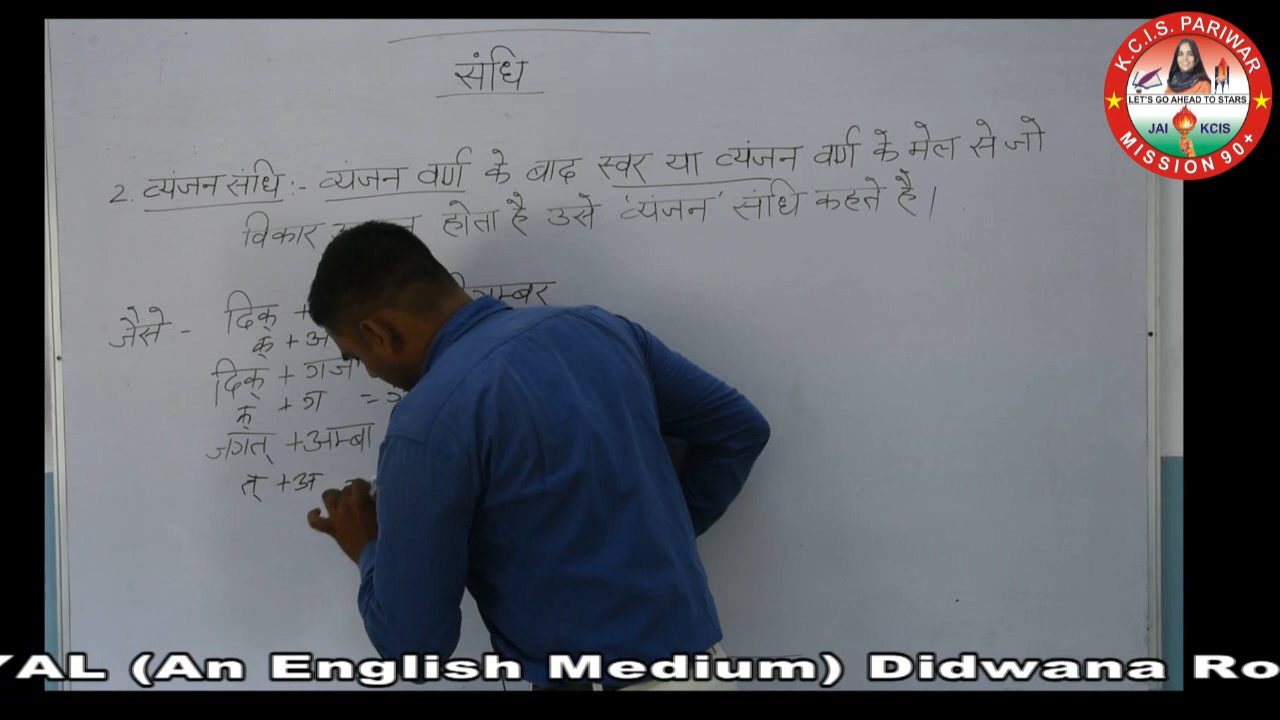 संधि
2. व्यंजन संधि :- व्यंजन वर्ण के बाद स्वर या व्यंजन वर्ण के मेल से जो
विकार होता है उसे 'व्यंजन' संधि कहते हैं।
जैसे - दिक् +
क् + अ
दिक् + गज
क् + ग =
जगत् + अम्बा
त् + अ
K.C.I.S. PARIWAR
LET'S GO AHEAD TO STARS
JAI KCIS
MISSION 90+
YAL (An English Medium) Didwana Ro